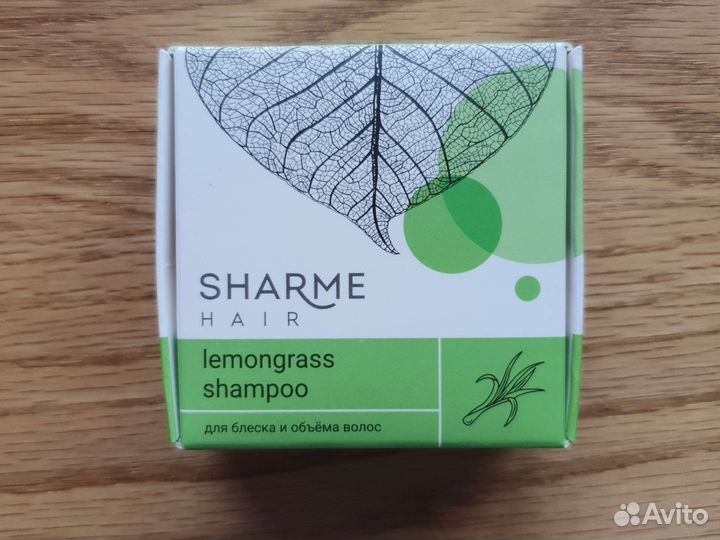 SHARME
HAIR
lemongrass
shampoo
для блеска и объёма волос
Avito